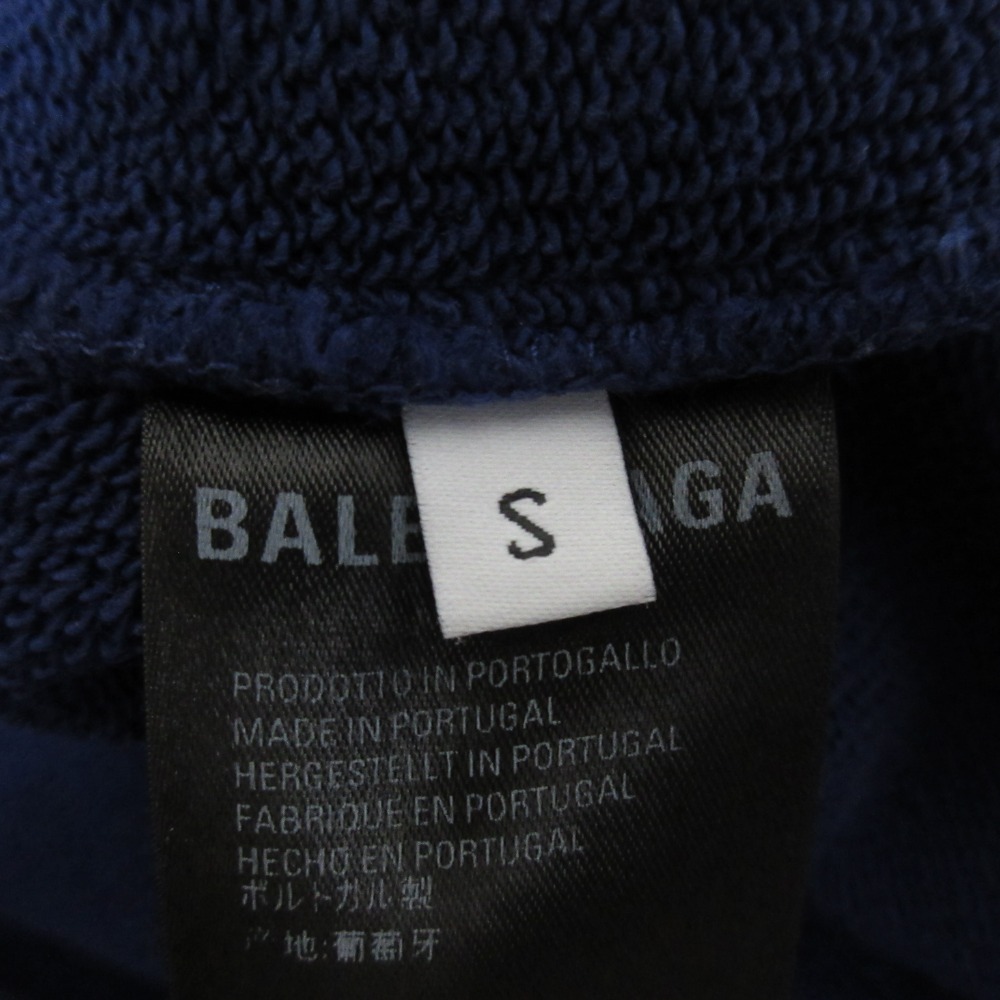 BALE AGA
S
PRODOTTO IN PORTOGALLO
MADE IN PORTUGAL
HERGESTELLT IN PORTUGAL
FABRIQUE EN PORTUGAL
HECHO EN PORTUGAL
ポルトガル製
地:葡萄牙